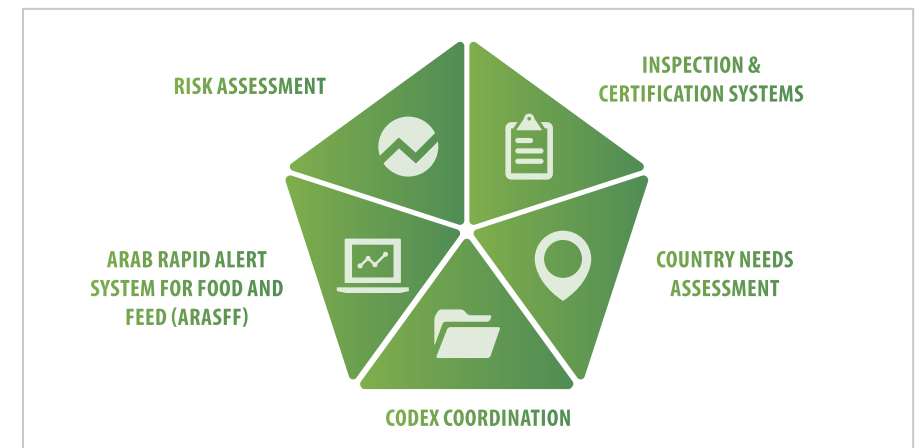 RISK ASSESSMENT
INSPECTION &
CERTIFICATION SYSTEMS
ARAB RAPID ALERT
SYSTEM FOR FOOD AND
FEED (ARASFF)
COUNTRY NEEDS
ASSESSMENT
CODEX COORDINATION